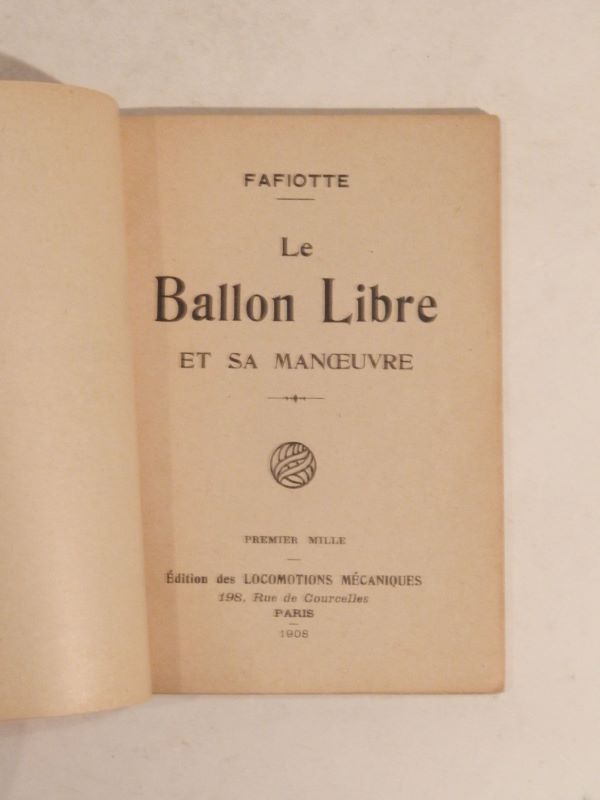 FAFIOTTE
Le
Ballon Libre
ET SA MANŒUVRE
PREMIER MILLE
Édition des LOCOMOTIONS MÉCANIQUES
198, Rue de Courcelles
PARIS
1908